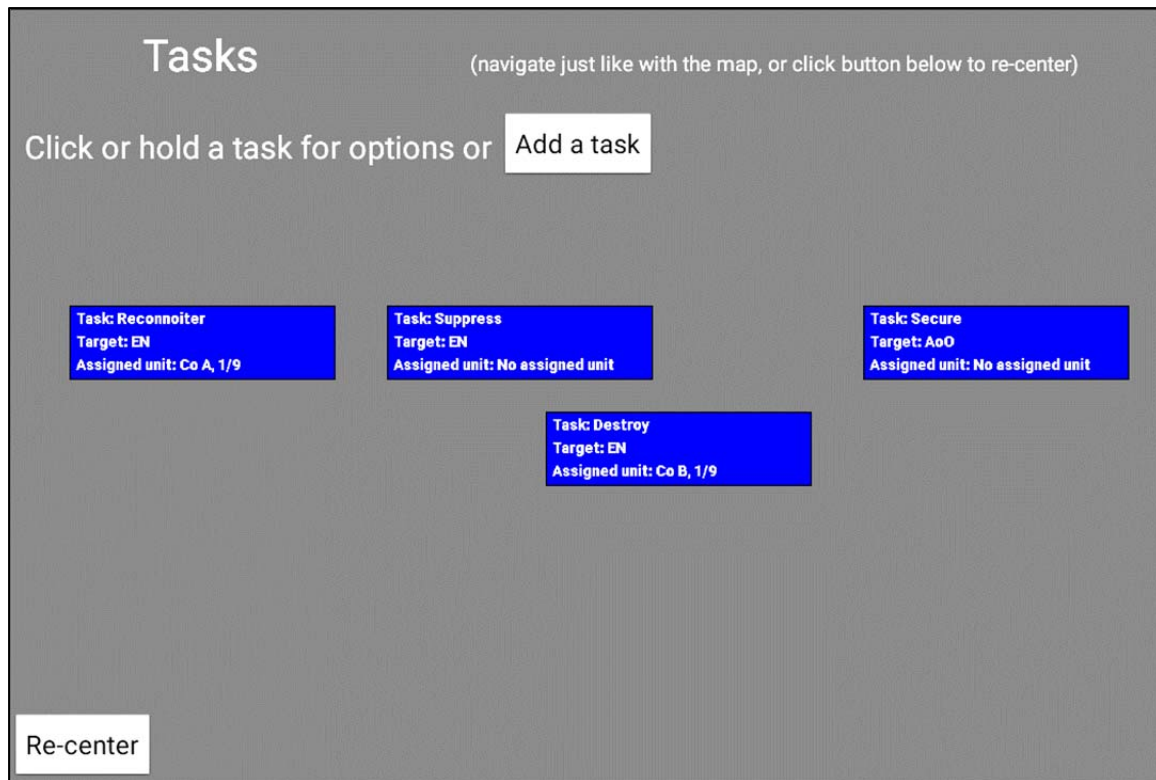 Tasks
(navigate just like with the map, or click button below to re-center)
Click or hold a task for options or
Add a task
Task: Reconnoiter
Target: EN
Assigned unit: Co A, 1/9
Task: Suppress
Target: EN
Assigned unit: No assigned unit
Task: Secure
Target: AoO
Assigned unit: No assigned unit
Task: Destroy
Target: EN
Assigned unit: Co B, 1/9
Re-center